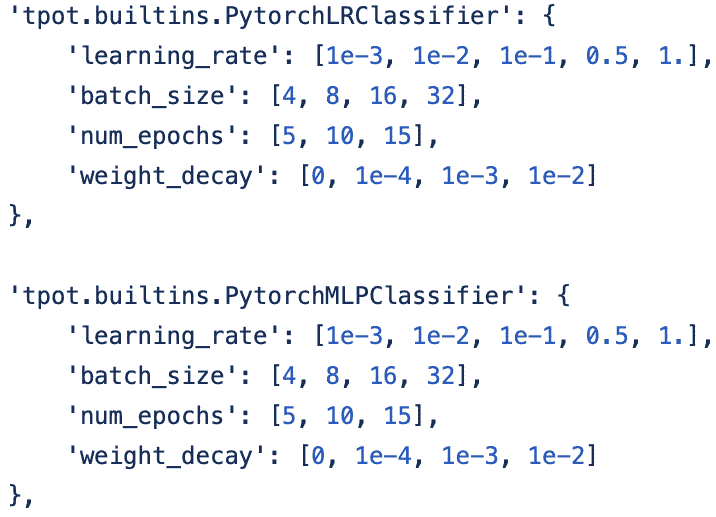 'tpot.builtins.PytorchLRClassifier': {
    'learning_rate': [1e-3, 1e-2, 1e-1, 0.5, 1.],
    'batch_size': [4, 8, 16, 32],
    'num_epochs': [5, 10, 15],
    'weight_decay': [0, 1e-4, 1e-3, 1e-2]
},

'tpot.builtins.PytorchMLPClassifier': {
    'learning_rate': [1e-3, 1e-2, 1e-1, 0.5, 1.],
    'batch_size': [4, 8, 16, 32],
    'num_epochs': [5, 10, 15],
    'weight_decay': [0, 1e-4, 1e-3, 1e-2]
},